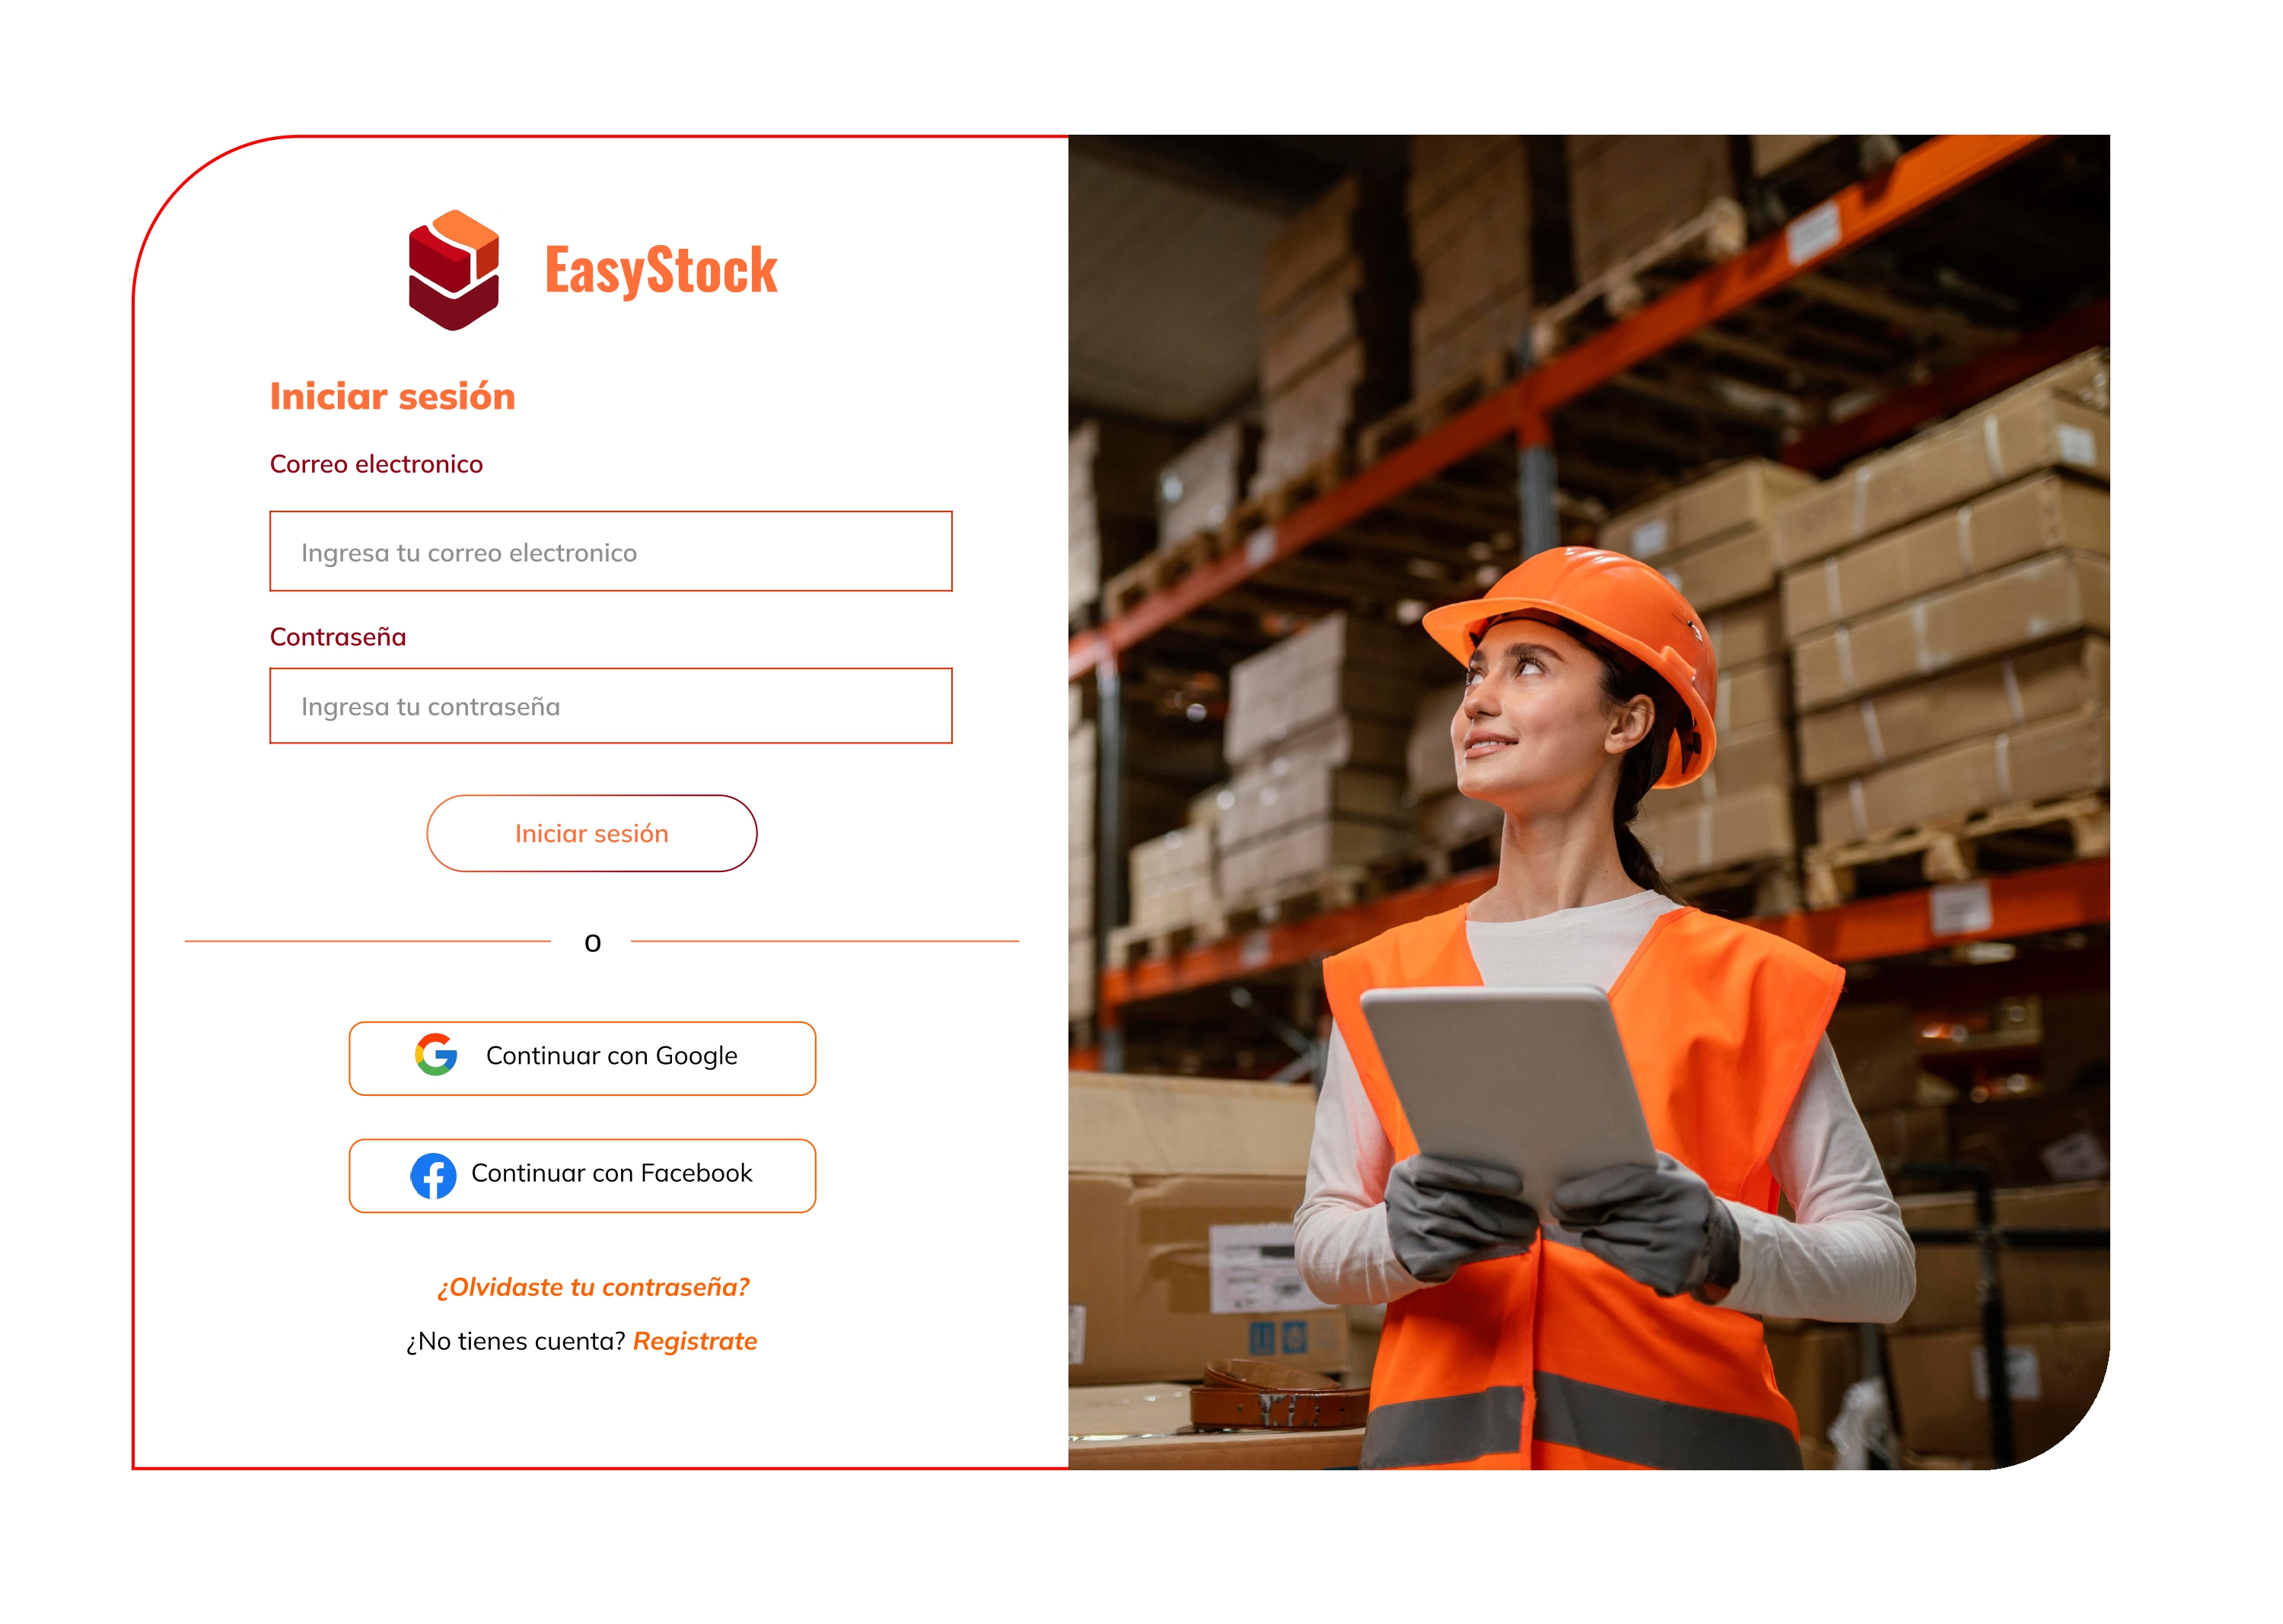 EasyStock
Iniciar sesión
Correo electronico
Ingresa tu correo electronico
Contraseña
Ingresa tu contraseña
Iniciar sesión
o
Continuar con Google
Continuar con Facebook
¿Olvidaste tu contraseña?
¿No tienes cuenta? Registrate